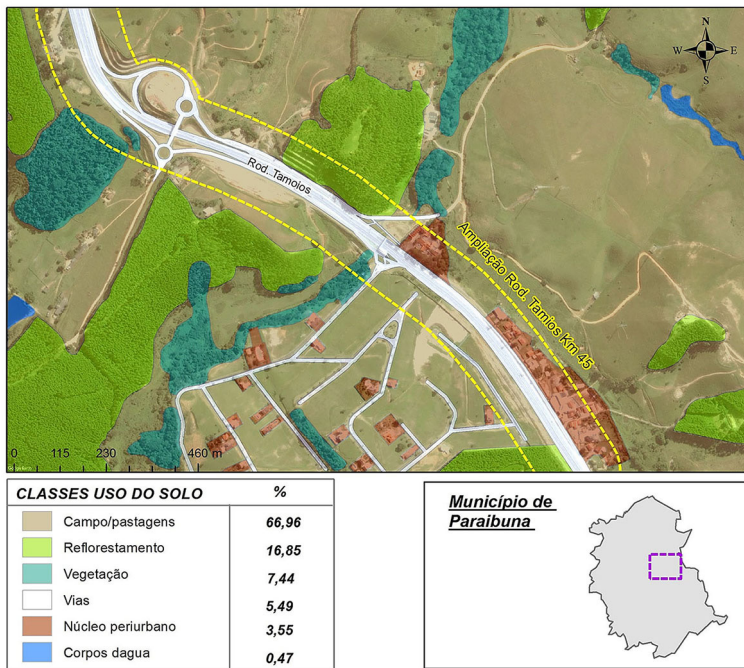 N
W E
S
Rod. Tamoios
Ampliação Rod. Tamios Km 45
0 115 230 460 m
CLASSES USO DO SOLO %
Campo/pastagens 66,96
Reflorestamento 16,85
Vegetação 7,44
Vias 5,49
Núcleo periurbano 3,55
Corpos dagua 0,47
Município de
Paraibuna